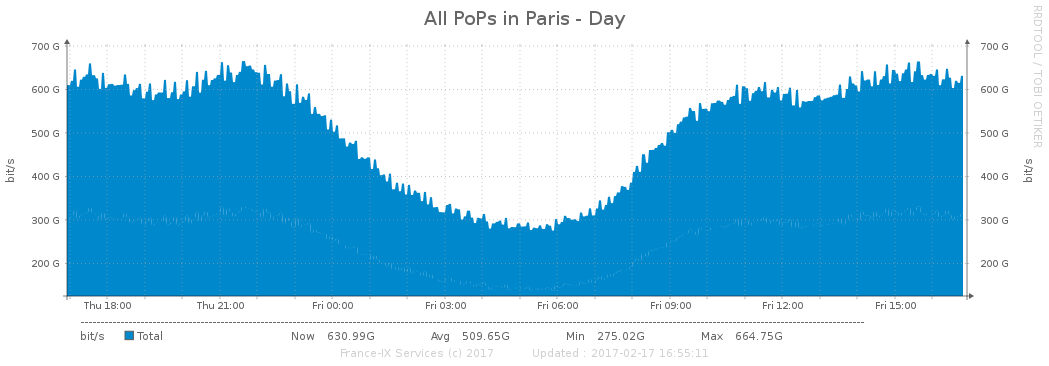 All PoPs in Paris - Day
RRDTOOL / TOBI OETIKER
700 G 700 G
600 G 600 G
500 G 500 G
400 G 400 G
300 G 300 G
200 G 200 G
bit/s bit/s
Thu 18:00 Thu 21:00 Fri 00:00 Fri 03:00 Fri 06:00 Fri 09:00 Fri 12:00 Fri 15:00
bit/s Total Now 630.99G Avg 509.65G Min 275.02G Max 664.75G
France-IX Services (c) 2017 Updated : 2017-02-17 16:55:11